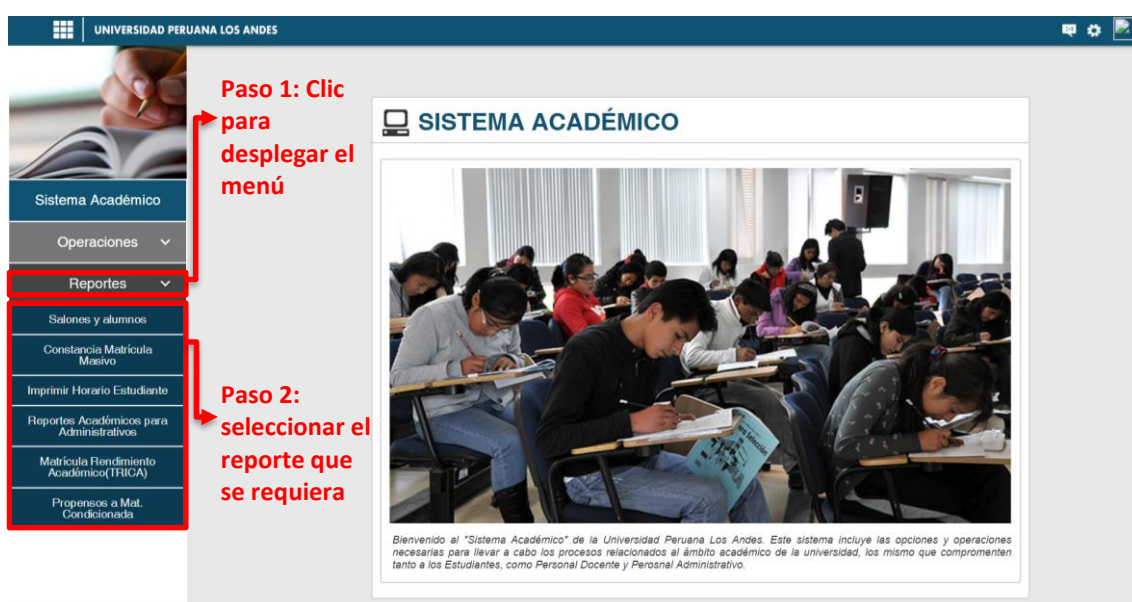 UNIVERSIDAD PERUANA LOS ANDES
Paso 1: Clic
para
desplegar el
menú
SISTEMA ACADÉMICO
Sistema Académico
Operaciones
Reportes
Salones y alumnos
Constancia Matrícula
Masivo
Imprimir Horario Estudiante
Reportes Académicos para
Administrativos
Matrícula Rendimiento
Académico(TRICA)
Propensos a Mat.
Condicionada
Paso 2:
seleccionar el
reporte que
se requiera
Bienvenido al "Sistema Académico" de la Universidad Peruana Los Andes. Este sistema incluye las opciones y operaciones
necesarias para llevar a cabo los procesos relacionados al ámbito académico de la universidad, los mismo que compromenten
tanto a los Estudiantes, como Personal Docente y Perosnal Administrativo.